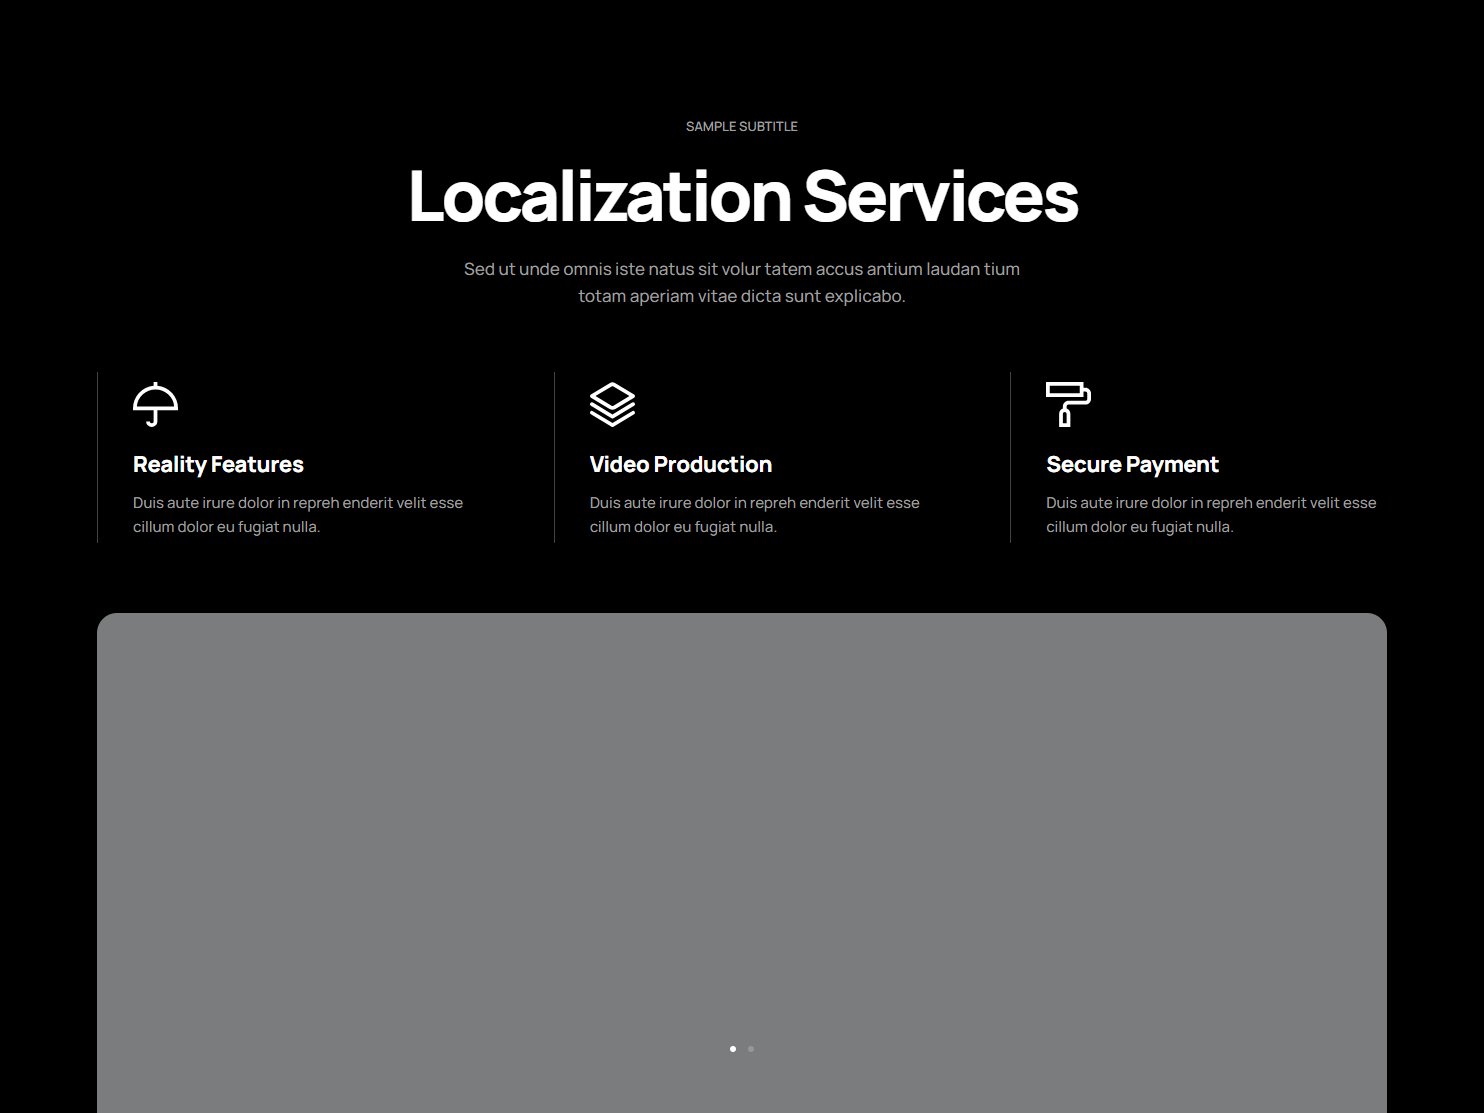 SAMPLE SUBTITLE
Localization Services
Sed ut unde omnis iste natus sit volur tatem accus antium laudan tium
totam aperiam vitae dicta sunt explicabo.
Reality Features
Duis aute irure dolor in repreh enderit velit esse
cillum dolor eu fugiat nulla.
Video Production
Duis aute irure dolor in repreh enderit velit esse
cillum dolor eu fugiat nulla.
Secure Payment
Duis aute irure dolor in repreh enderit velit esse
cillum dolor eu fugiat nulla.